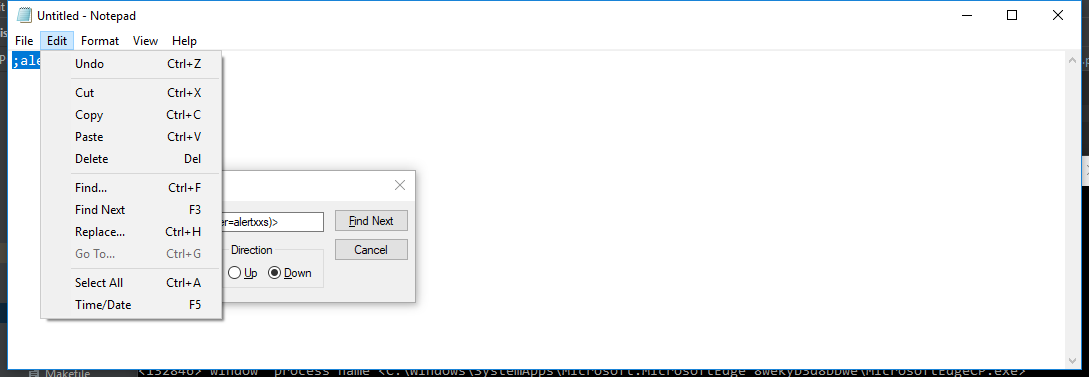 Untitled - Notepad
File Edit Format View Help
;ale
Undo Ctrl+Z
Cut Ctrl+X
Copy Ctrl+C
Paste Ctrl+V
Delete Del
Find... Ctrl+F
Find Next F3
Replace... Ctrl+H
Go To... Ctrl+G
Select All Ctrl+A
Time/Date F5
er=alertxxs)> Find Next
Direction Cancel
Up Down
Makefile
<132846> window process name <C:\Windows\SystemApps\Microsoft.MicrosoftEdge_8wekyb3d8bbwe\MicrosoftEdgeCP.exe>